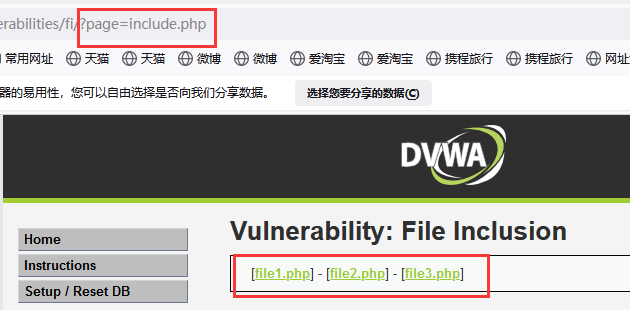 erabilities/fi/?page=include.php
常用网址 天猫 天猫 微博 微博 爱淘宝 爱淘宝 携程旅行 携程旅行 网址
器的易用性，您可以自由选择是否向我们分享数据。 选择您要分享的数据(C)
DVWA
Vulnerability: File Inclusion
Home
[file1.php] - [file2.php] - [file3.php]
Instructions
Setup / Reset DB